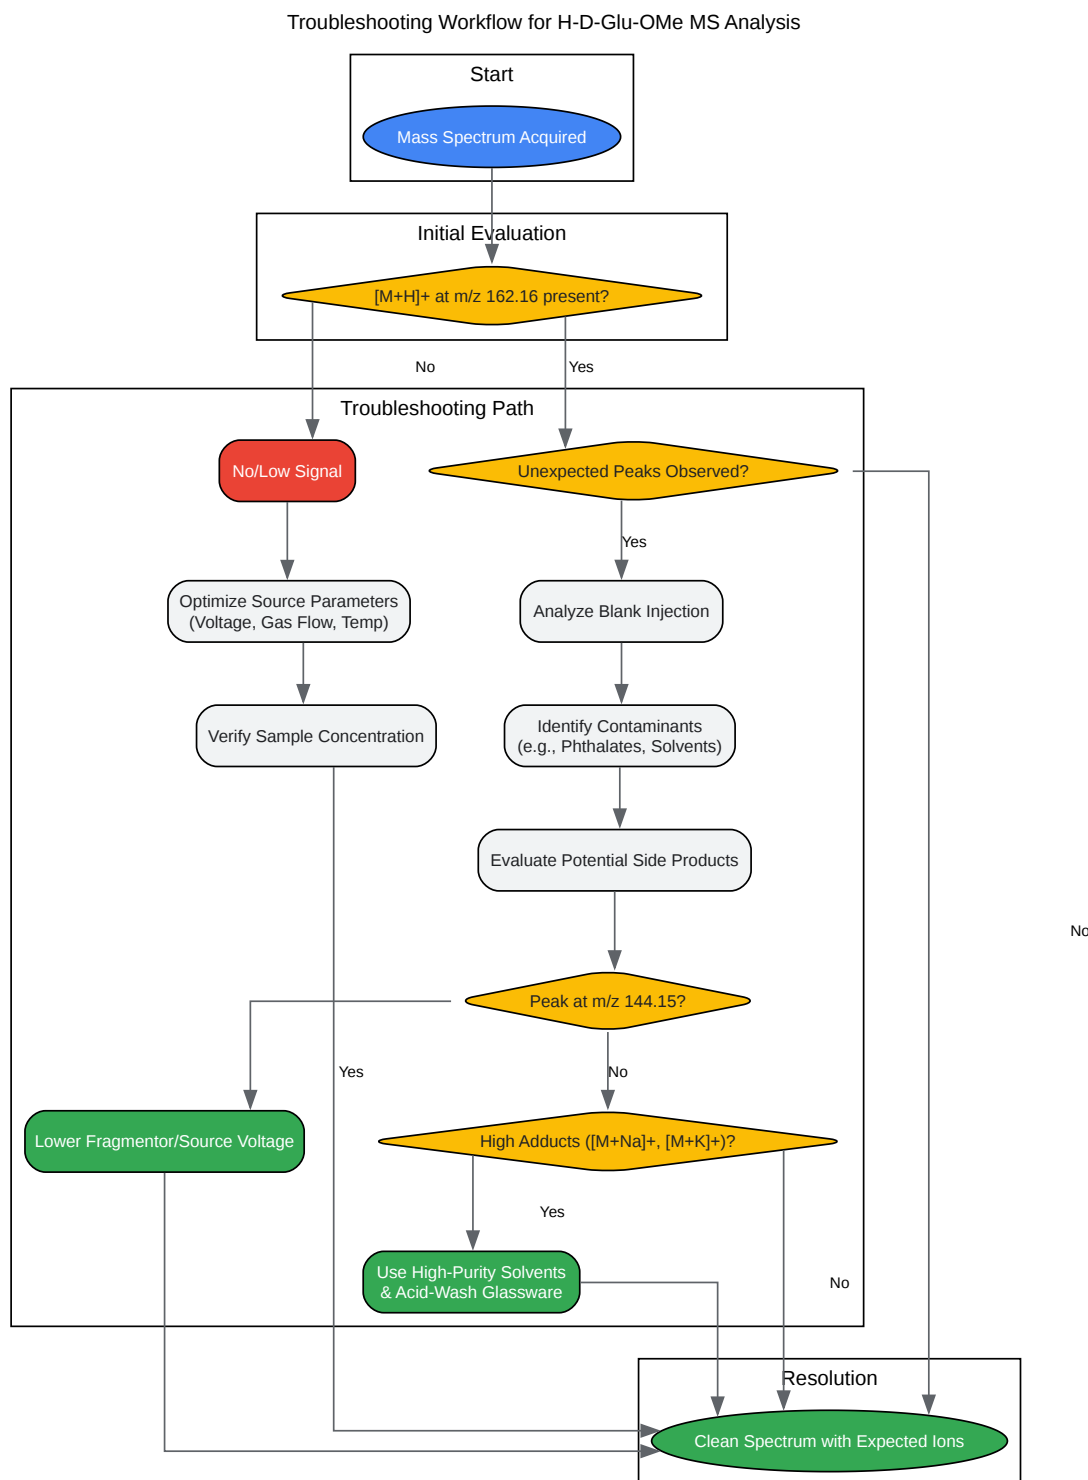 Troubleshooting Workflow for H-D-Glu-OMe MS Analysis
Start
Mass Spectrum Acquired
Initial Evaluation
[M+H]+ at m/z 162.16 present?
No
Yes
Troubleshooting Path
No/Low Signal
Unexpected Peaks Observed?
Yes
Optimize Source Parameters
(Voltage, Gas Flow, Temp)
Analyze Blank Injection
Verify Sample Concentration
Identify Contaminants
(e.g., Phthalates, Solvents)
Evaluate Potential Side Products
No
Peak at m/z 144.15?
Yes
No
Lower Fragmentor/Source Voltage
High Adducts ([M+Na]+, [M+K]+)?
Yes
Use High-Purity Solvents
& Acid-Wash Glassware
No
Resolution
Clean Spectrum with Expected Ions